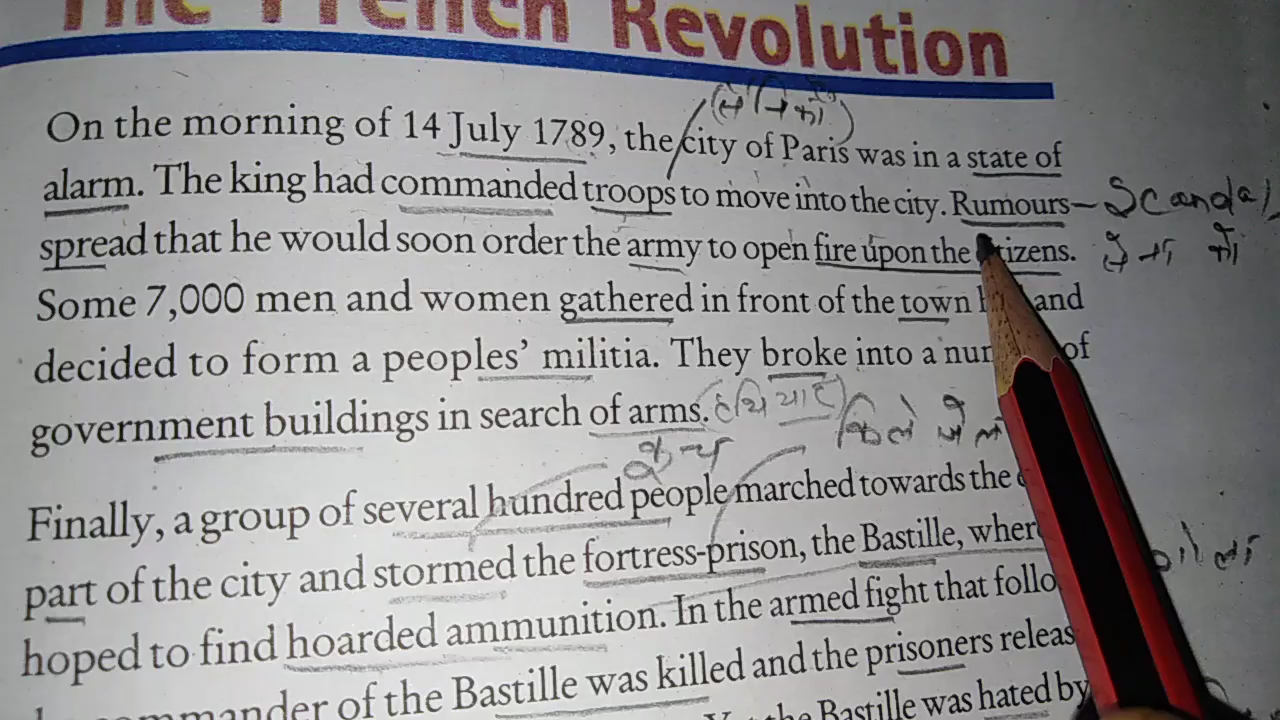 The French Revolution
On the morning of 14 July 1789, the city of Paris was in a state of
alarm. The king had commanded troops to move into the city. Rumours – Scandal
spread that he would soon order the army to open fire upon the citizens.
Some 7,000 men and women gathered in front of the town and
decided to form a peoples' militia. They broke into a of
government buildings in search of arms. (हथियार)
Finally, a group of several hundred people marched towards the
part of the city and stormed the fortress-prison, the Bastille, where
hoped to find hoarded ammunition. In the armed fight that
of the Bastille was killed and the prisoners
the Bastille was hated by